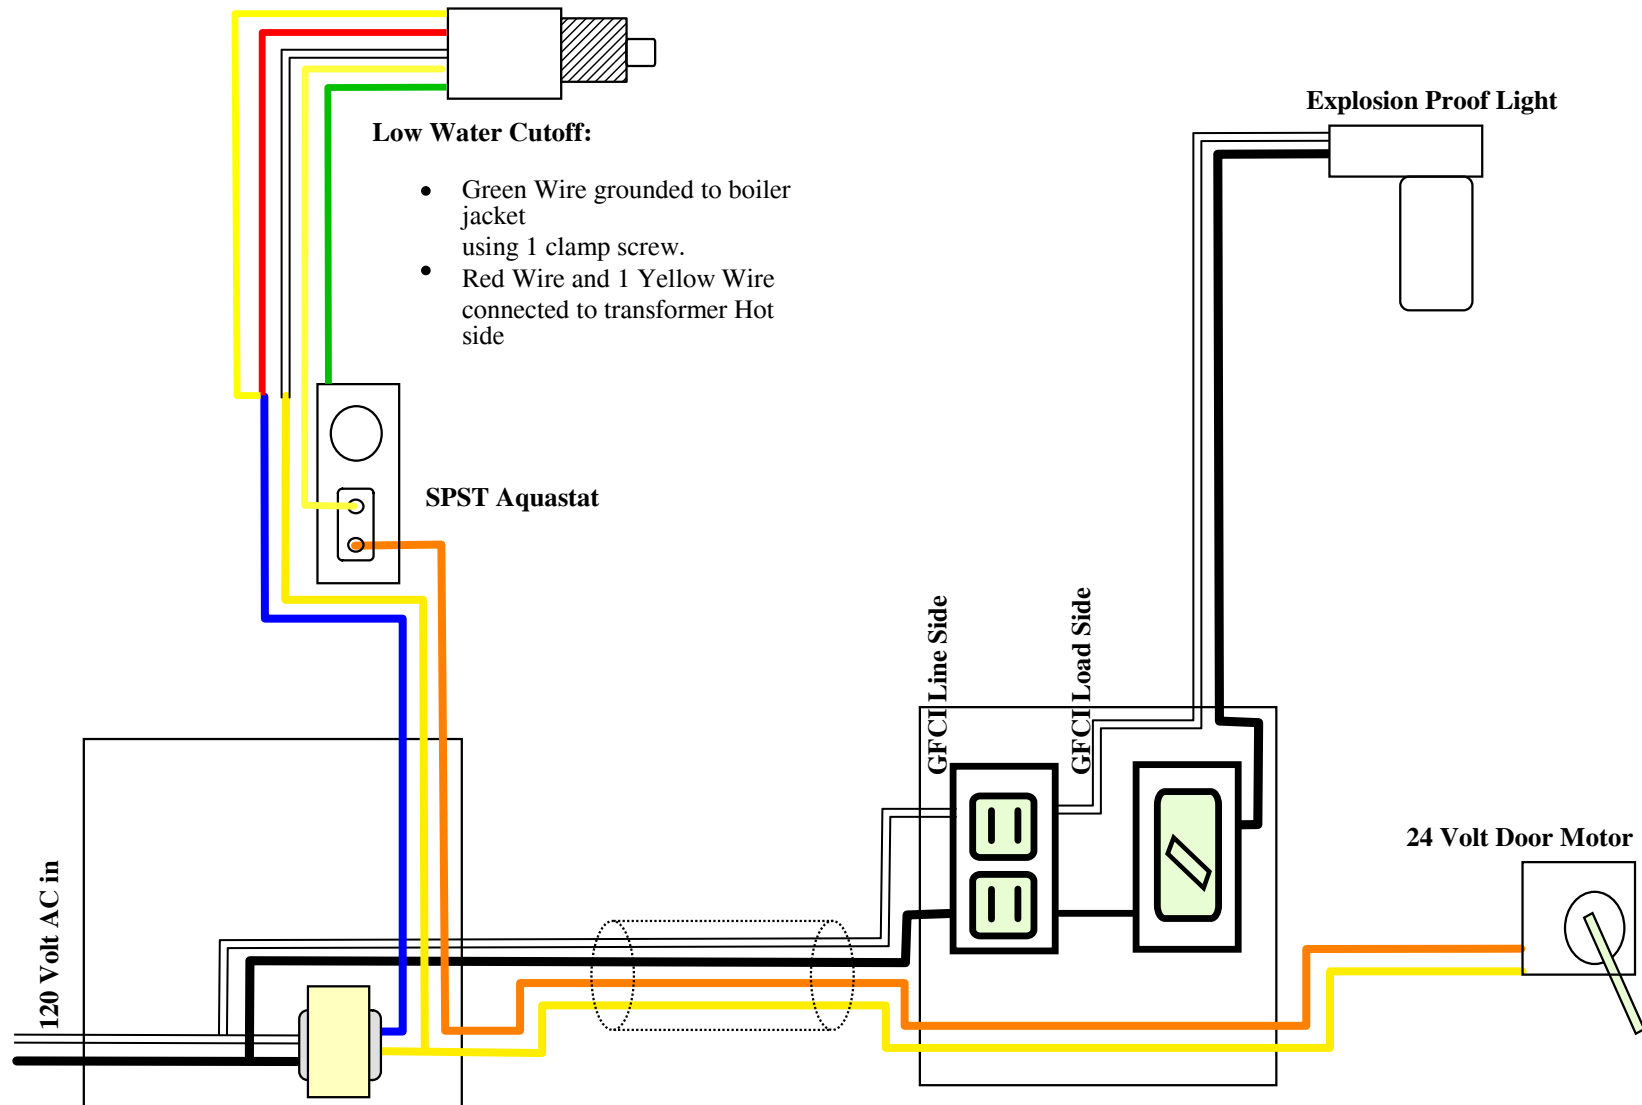 Explosion Proof Light
Low Water Cutoff:
• Green Wire grounded to boiler
jacket
using 1 clamp screw.
• Red Wire and 1 Yellow Wire
connected to transformer Hot
side
SPST Aquastat
GFCI Line Side
GFCI Load Side
24 Volt Door Motor
120 Volt AC in